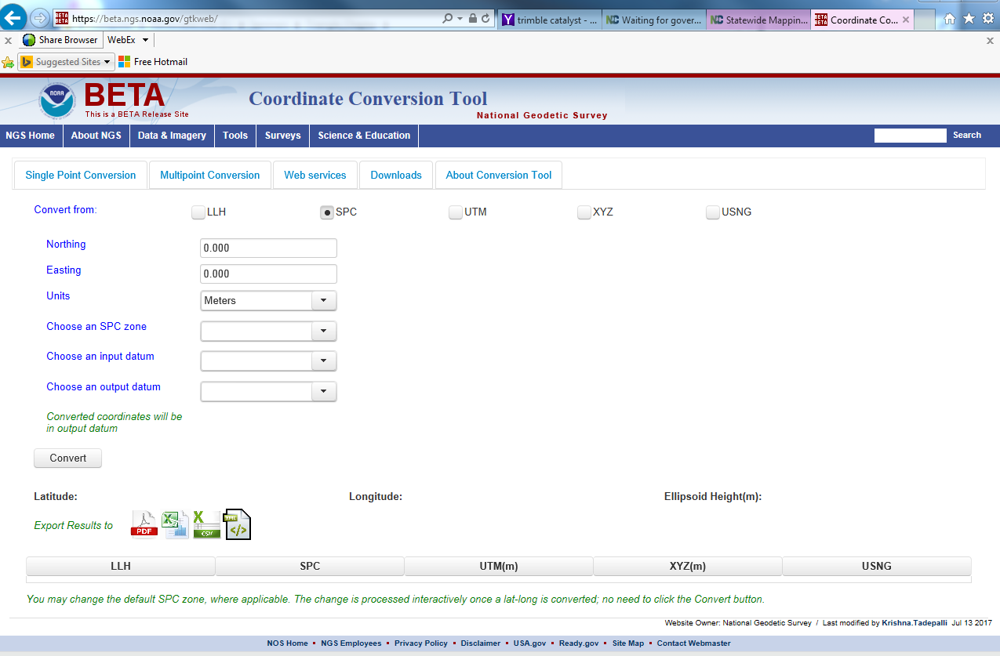 https://beta.ngs.noaa.gov/gtkweb/
trimble catalyst - ...
Waiting for gover...
Statewide Mappin...
Coordinate Co...
Share Browser WebEx
Suggested Sites Free Hotmail
NOAA
BETA
This is a BETA Release Site
Coordinate Conversion Tool
National Geodetic Survey
NGS Home About NGS Data & Imagery Tools Surveys Science & Education Search
Single Point Conversion Multipoint Conversion Web services Downloads About Conversion Tool
Convert from: LLH SPC UTM XYZ USNG
Northing 0.000
Easting 0.000
Units Meters
Choose an SPC zone
Choose an input datum
Choose an output datum
Converted coordinates will be
in output datum
Convert
Latitude: Longitude: Ellipsoid Height(m):
Export Results to PDF X CSV XML </>
LLH SPC UTM(m) XYZ(m) USNG
You may change the default SPC zone, where applicable. The change is processed interactively once a lat-long is converted; no need to click the Convert button.
Website Owner: National Geodetic Survey / Last modified by Krishna.Tadepalli Jul 13 2017
NOS Home ▪ NGS Employees ▪ Privacy Policy ▪ Disclaimer ▪ USA.gov ▪ Ready.gov ▪ Site Map ▪ Contact Webmaster